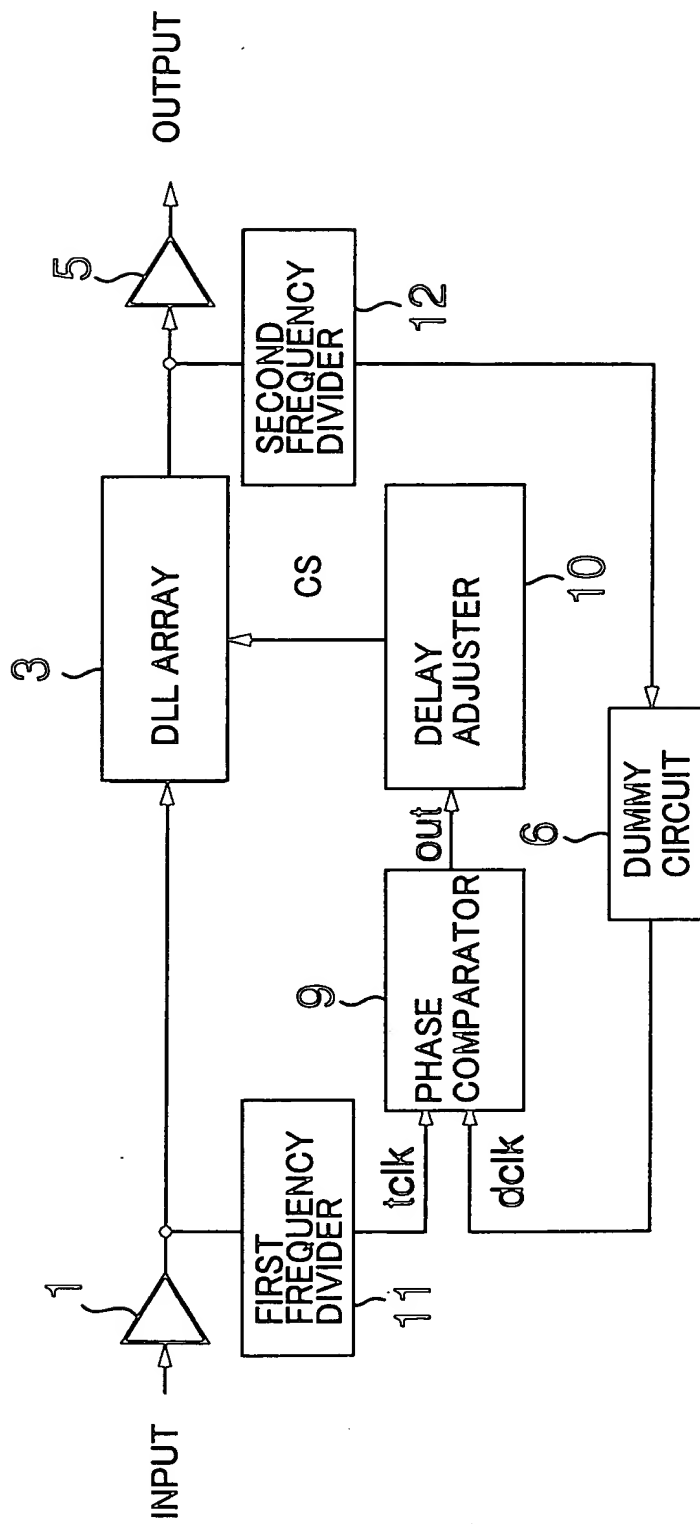 INPUT
1
3
5
OUTPUT
FIRST
FREQUENCY
DIVIDER
11
DLL ARRAY
CS
SECOND
FREQUENCY
DIVIDER
12
tclk
dclk
9
PHASE
COMPARATOR
out
DELAY
ADJUSTER
10
6
DUMMY
CIRCUIT